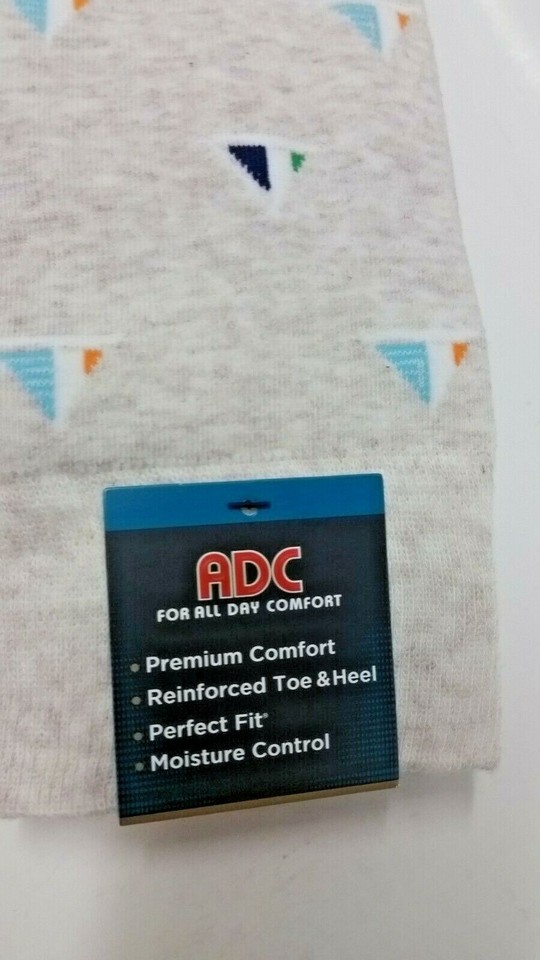 ADC
FOR ALL DAY COMFORT
• Premium Comfort
• Reinforced Toe & Heel
• Perfect Fit®
• Moisture Control